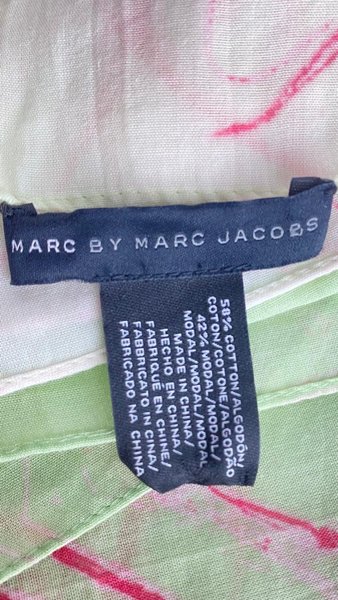 MARC BY MARC JACOBS
58% COTTON/ALGODÓN/
COTON/COTONE/ALGODÃO
42% MODAL/MODAL/
MODAL/MODAL/MODAL
MADE IN CHINA/
HECHO EN CHINA/
FABRIQUÉ EN CHINE/
FABBRICATO IN CINA/
FABRICADO NA CHINA